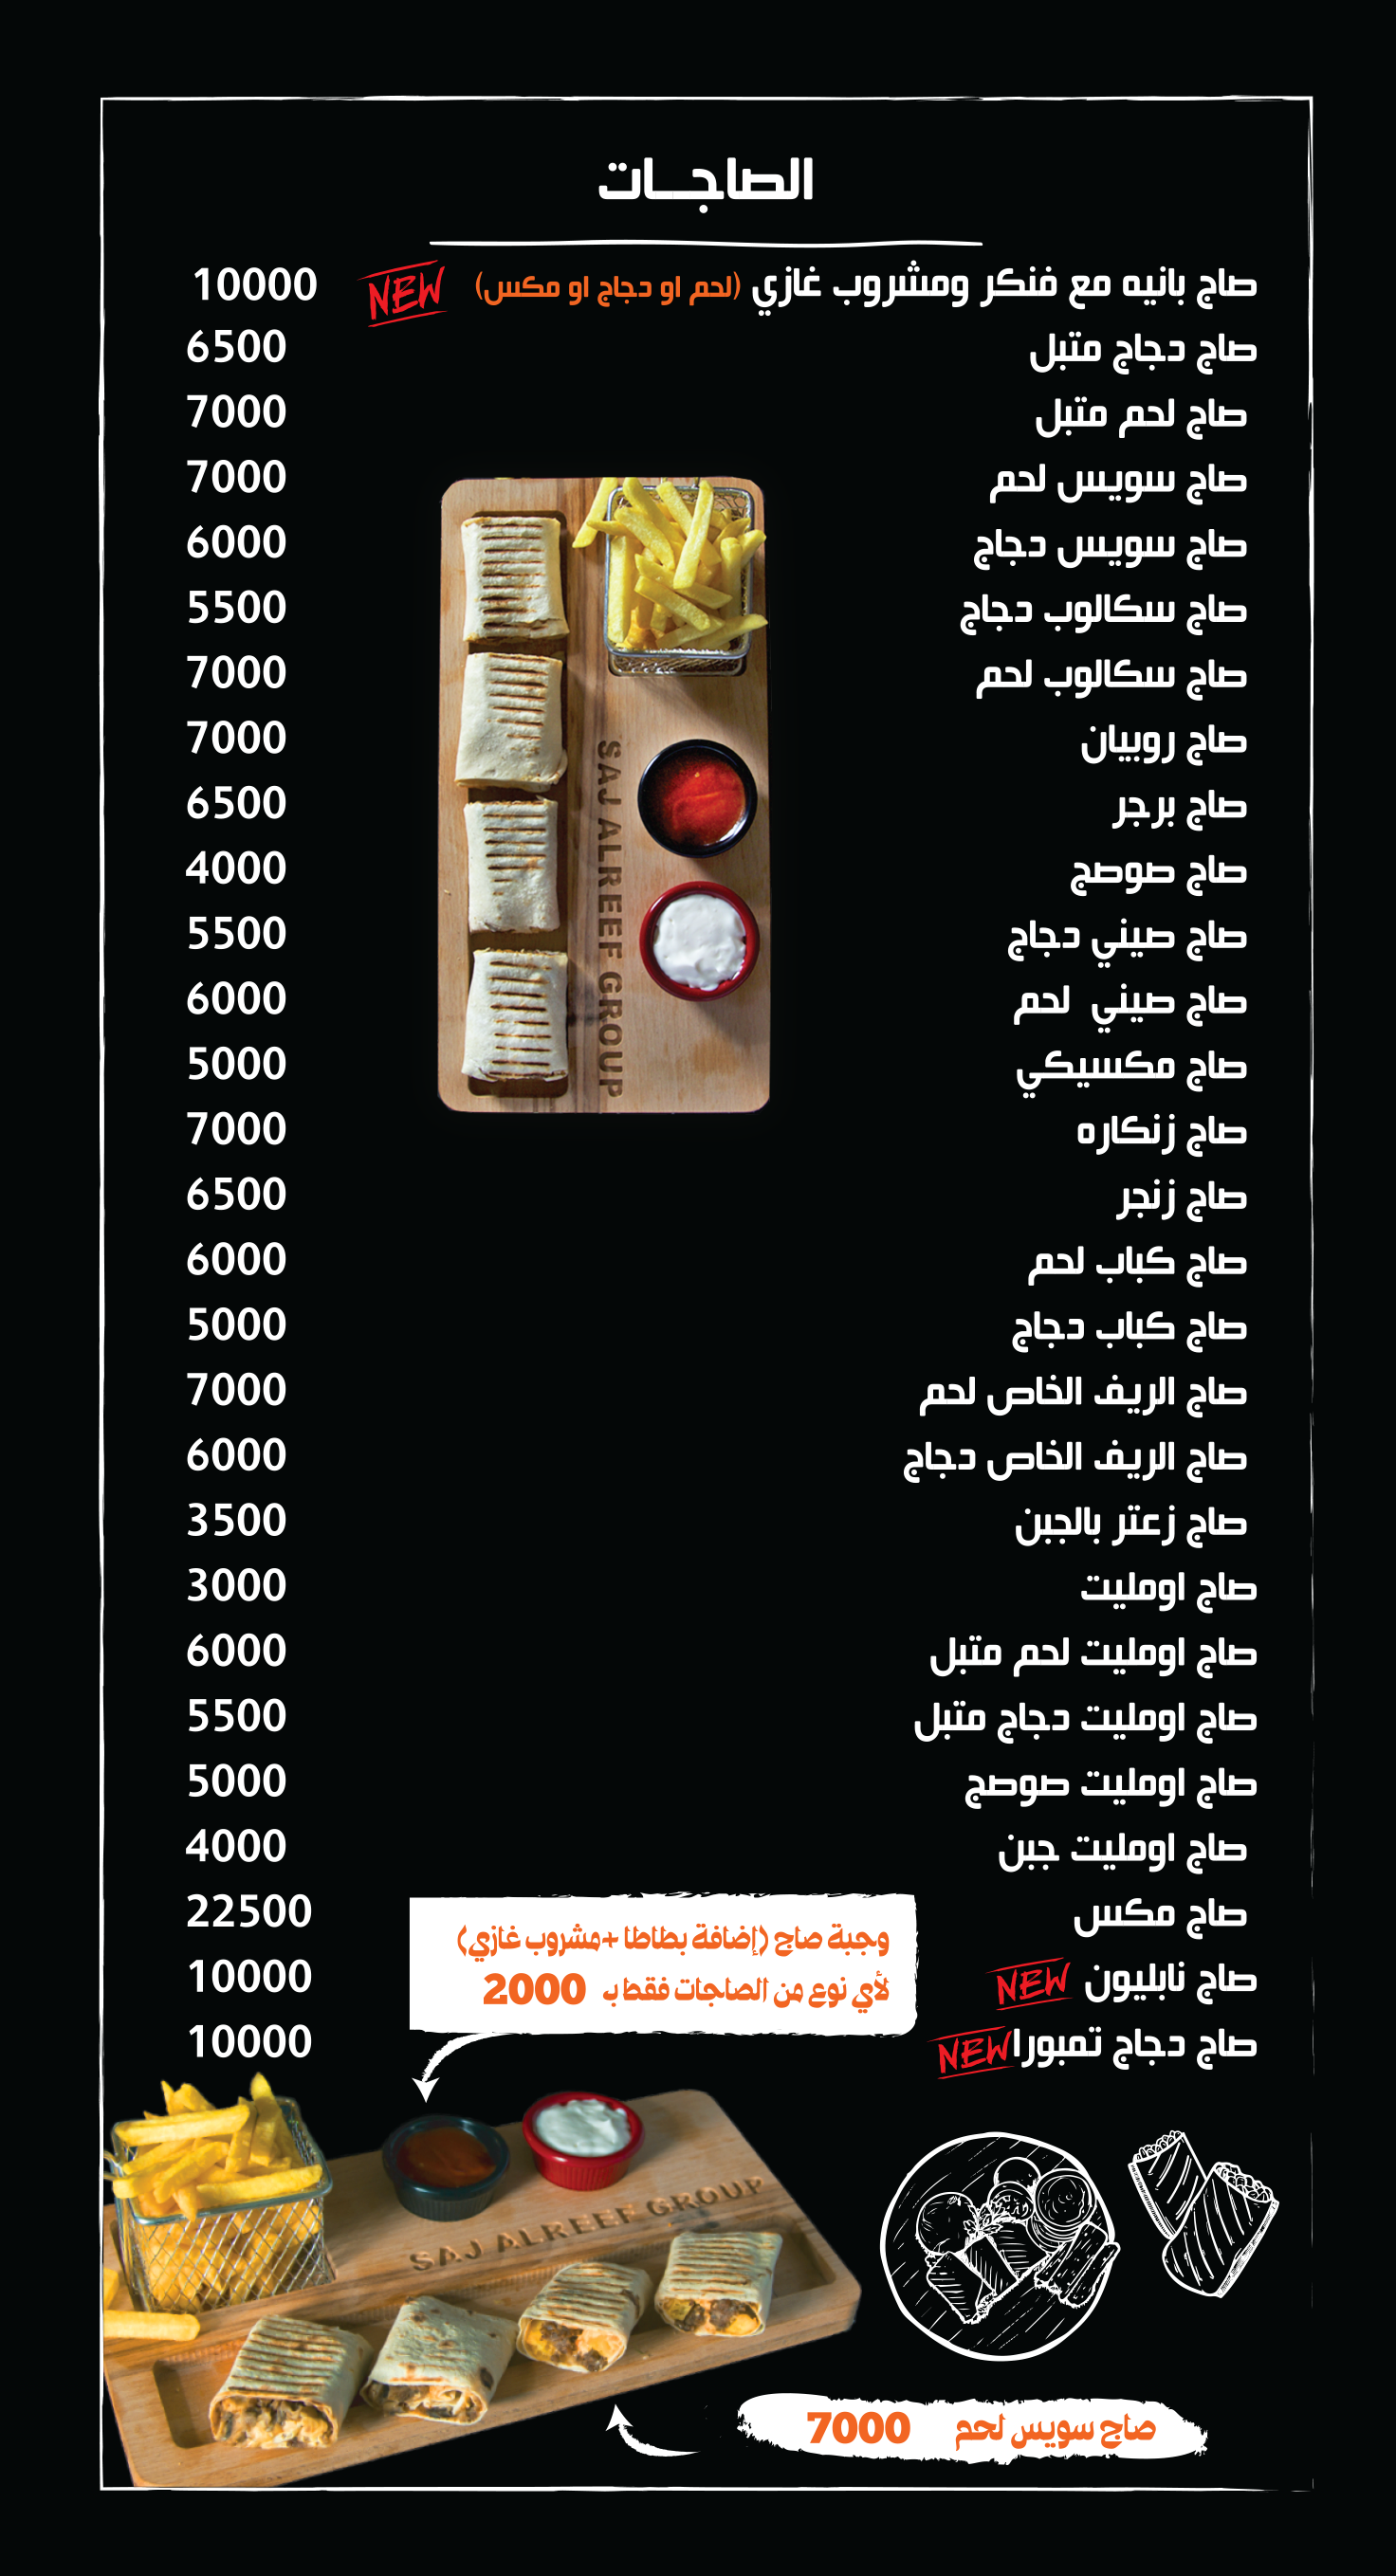 الصاجـات
صاج بانيه مع فنكر ومشروب غازي (لحم او دجاج او مكس) NEW 10000
صاج دجاج متبل 6500
صاج لحم متبل 7000
صاج سويس لحم 7000
صاج سويس دجاج 6000
صاج سكالوب دجاج 5500
صاج سكالوب لحم 7000
صاج روبيان 7000
صاج برجر 6500
صاج صوصج 4000
صاج صيني دجاج 5500
صاج صيني لحم 6000
صاج مكسيكي 5000
صاج زنكاره 7000
صاج زنجر 6500
صاج كباب لحم 6000
صاج كباب دجاج 5000
صاج الريف الخاص لحم 7000
صاج الريف الخاص دجاج 6000
صاج زعتر بالجبن 3500
صاج اومليت 3000
صاج اومليت لحم متبل 6000
صاج اومليت دجاج متبل 5500
صاج اومليت صوصج 5000
صاج اومليت جبن 4000
صاج مكس 22500
صاج نابليون NEW 10000
صاج دجاج تمبورا NEW 10000
SAJ ALREEF GROUP
وجبة صاج (إضافة بطاطا +مشروب غازي)
لأي نوع من الصاجات فقط بـ 2000
SAJ ALREEF GROUP
صاج سويس لحم 7000